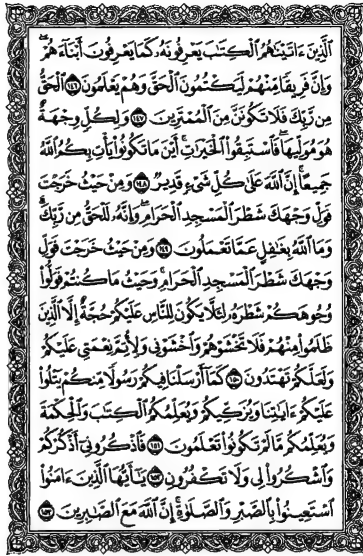 ٱلَّذِينَ ءَاتَيْنَٰهُمُ ٱلْكِتَٰبَ يَعْرِفُونَهُۥ كَمَا يَعْرِفُونَ أَبْنَآءَهُمْ ۖ
وَإِنَّ فَرِيقًا مِّنْهُمْ لَيَكْتُمُونَ ٱلْحَقَّ وَهُمْ يَعْلَمُونَ ١٤٦ ٱلْحَقُّ
مِن رَّبِّكَ فَلَا تَكُونَنَّ مِنَ ٱلْمُمْتَرِينَ ١٤٧ وَلِكُلٍّ وِجْهَةٌ
هُوَ مُوَلِّيهَا ۖ فَٱسْتَبِقُوا۟ ٱلْخَيْرَٰتِ ۚ أَيْنَ مَا تَكُونُوا۟ يَأْتِ بِكُمُ ٱللَّهُ
جَمِيعًا ۚ إِنَّ ٱللَّهَ عَلَىٰ كُلِّ شَىْءٍ قَدِيرٌ ١٤٨ وَمِنْ حَيْثُ خَرَجْتَ
فَوَلِّ وَجْهَكَ شَطْرَ ٱلْمَسْجِدِ ٱلْحَرَامِ ۖ وَإِنَّهُۥ لَلْحَقُّ مِن رَّبِّكَ ۗ
وَمَا ٱللَّهُ بِغَٰفِلٍ عَمَّا تَعْمَلُونَ ١٤٩ وَمِنْ حَيْثُ خَرَجْتَ فَوَلِّ
وَجْهَكَ شَطْرَ ٱلْمَسْجِدِ ٱلْحَرَامِ ۚ وَحَيْثُ مَا كُنتُمْ فَوَلُّوا۟
وُجُوهَكُمْ شَطْرَهُۥ لِئَلَّا يَكُونَ لِلنَّاسِ عَلَيْكُمْ حُجَّةٌ إِلَّا ٱلَّذِينَ
ظَلَمُوا۟ مِنْهُمْ فَلَا تَخْشَوْهُمْ وَٱخْشَوْنِى وَلِأُتِمَّ نِعْمَتِى عَلَيْكُمْ
وَلَعَلَّكُمْ تَهْتَدُونَ ١٥٠ كَمَآ أَرْسَلْنَا فِيكُمْ رَسُولًا مِّنكُمْ يَتْلُوا۟
عَلَيْكُمْ ءَايَٰتِنَا وَيُزَكِّيكُمْ وَيُعَلِّمُكُمُ ٱلْكِتَٰبَ وَٱلْحِكْمَةَ
وَيُعَلِّمُكُم مَّا لَمْ تَكُونُوا۟ تَعْلَمُونَ ١٥١ فَٱذْكُرُونِىٓ أَذْكُرْكُمْ
وَٱشْكُرُوا۟ لِى وَلَا تَكْفُرُونِ ١٥٢ يَٰٓأَيُّهَا ٱلَّذِينَ ءَامَنُوا۟
ٱسْتَعِينُوا۟ بِٱلصَّبْرِ وَٱلصَّلَوٰةِ ۚ إِنَّ ٱللَّهَ مَعَ ٱلصَّٰبِرِينَ ١٥٣